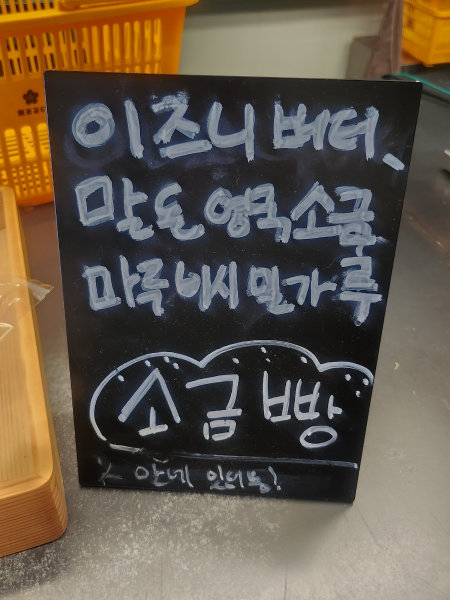 이즈니 버터,
말돈 영국소금
마루비시 밀가루
소금빵
안에 있어용!